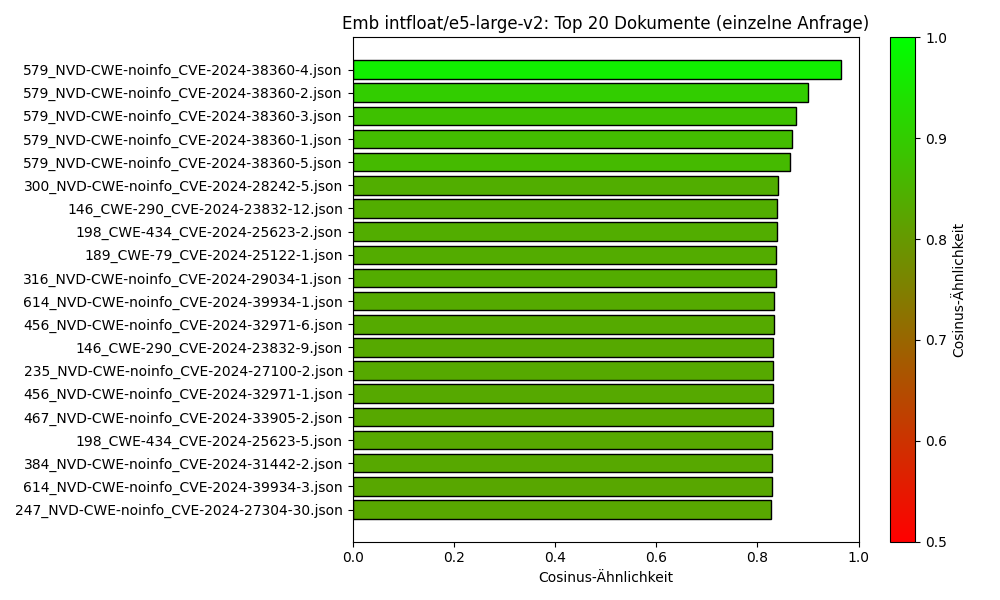 Emb intfloat/e5-large-v2: Top 20 Dokumente (einzelne Anfrage)
579_NVD-CWE-noinfo_CVE-2024-38360-4.json
579_NVD-CWE-noinfo_CVE-2024-38360-2.json
579_NVD-CWE-noinfo_CVE-2024-38360-3.json
579_NVD-CWE-noinfo_CVE-2024-38360-1.json
579_NVD-CWE-noinfo_CVE-2024-38360-5.json
300_NVD-CWE-noinfo_CVE-2024-28242-5.json
146_CWE-290_CVE-2024-23832-12.json
198_CWE-434_CVE-2024-25623-2.json
189_CWE-79_CVE-2024-25122-1.json
316_NVD-CWE-noinfo_CVE-2024-29034-1.json
614_NVD-CWE-noinfo_CVE-2024-39934-1.json
456_NVD-CWE-noinfo_CVE-2024-32971-6.json
146_CWE-290_CVE-2024-23832-9.json
235_NVD-CWE-noinfo_CVE-2024-27100-2.json
456_NVD-CWE-noinfo_CVE-2024-32971-1.json
467_NVD-CWE-noinfo_CVE-2024-33905-2.json
198_CWE-434_CVE-2024-25623-5.json
384_NVD-CWE-noinfo_CVE-2024-31442-2.json
614_NVD-CWE-noinfo_CVE-2024-39934-3.json
247_NVD-CWE-noinfo_CVE-2024-27304-30.json
0.0 0.2 0.4 0.6 0.8 1.0
Cosinus-Ähnlichkeit
1.0
0.9
0.8
0.7
0.6
0.5
Cosinus-Ähnlichkeit